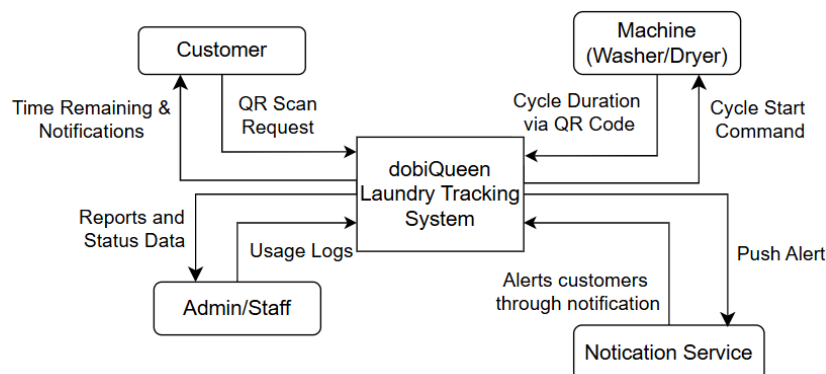 Customer
Machine
(Washer/Dryer)
Time Remaining &
Notifications
QR Scan
Request
Cycle Duration
via QR Code
Cycle Start
Command
dobiQueen
Laundry Tracking
System
Reports and
Status Data
Usage Logs
Alerts customers
through notification
Push Alert
Admin/Staff
Notication Service